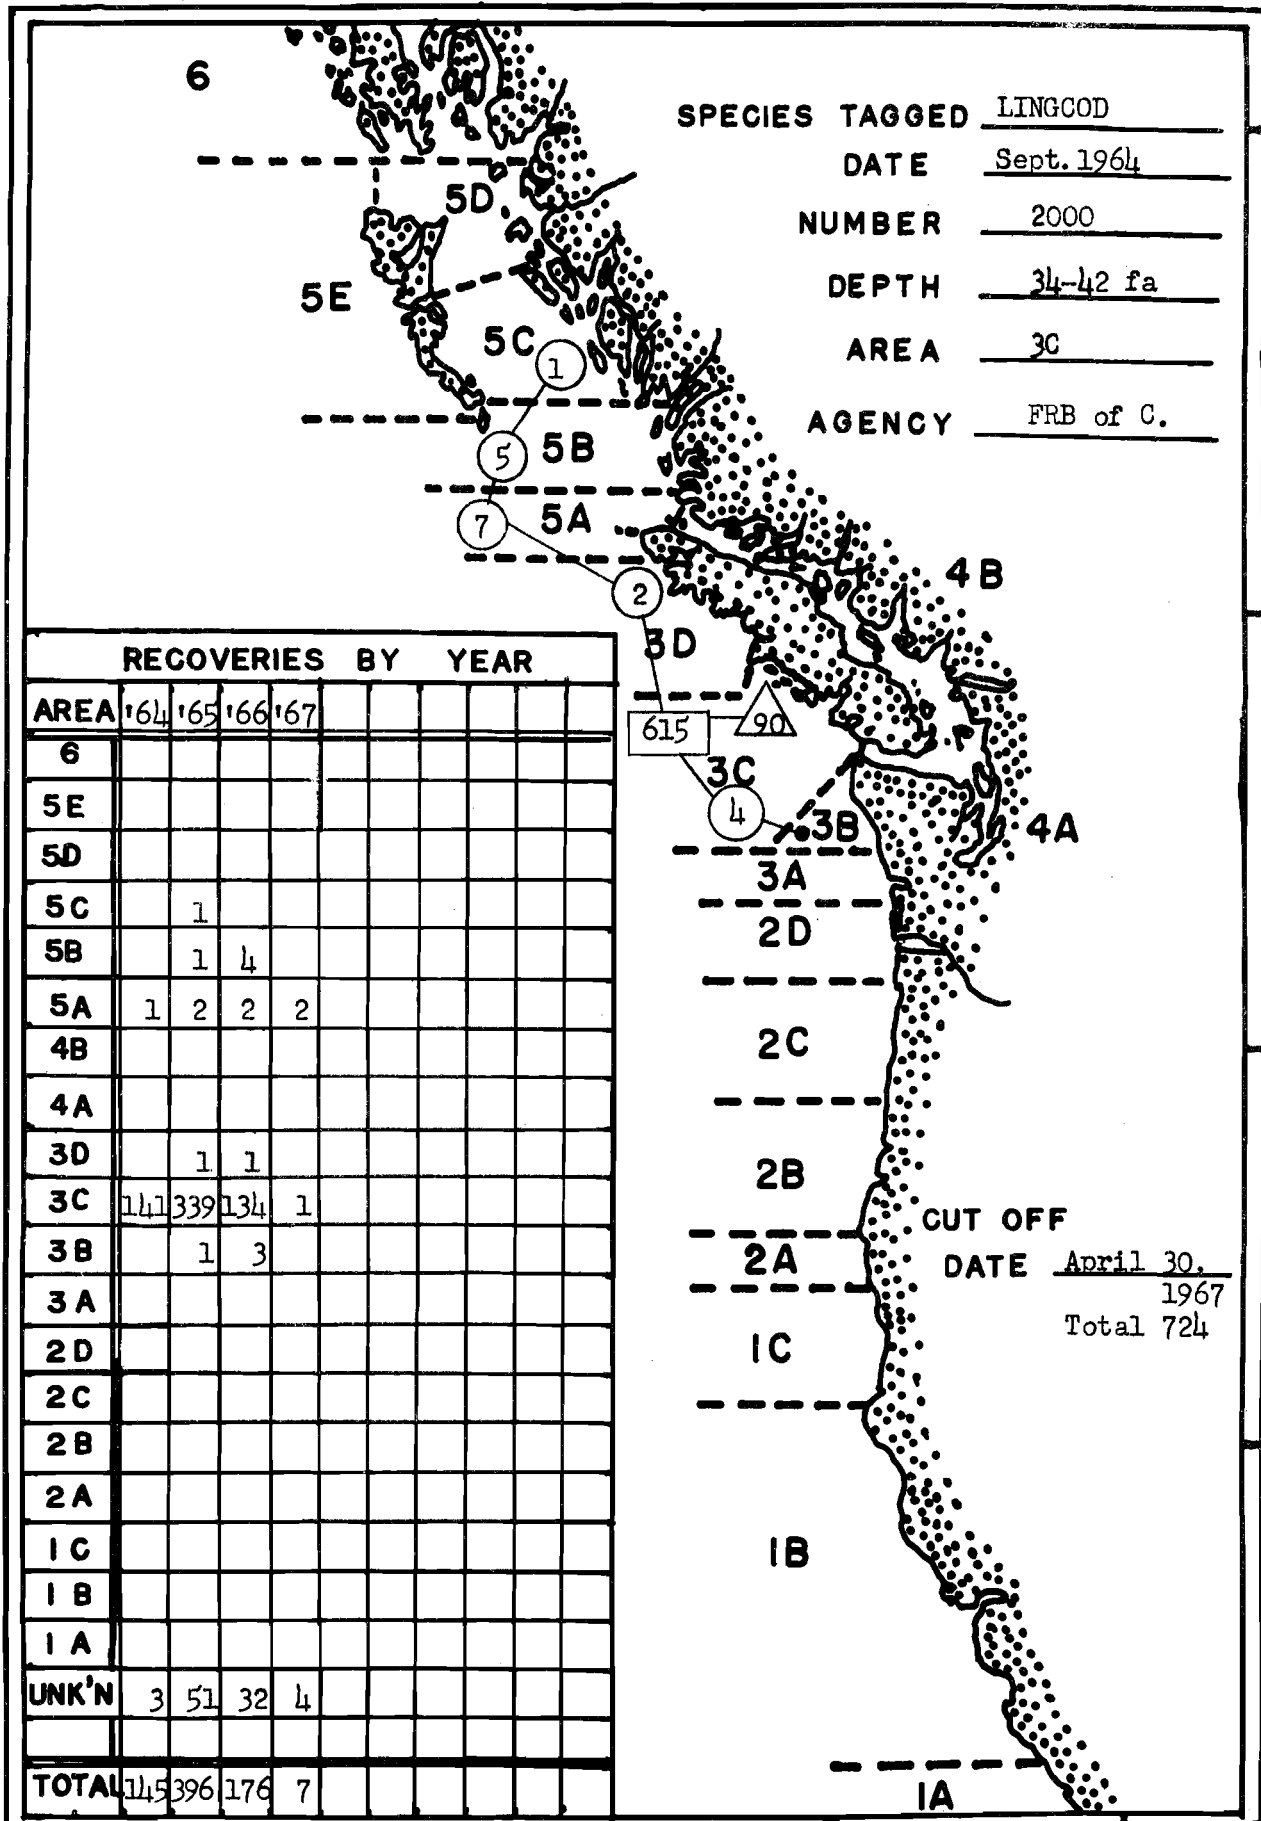 6
SPECIES TAGGED LINGCOD
DATE Sept. 1964
NUMBER 2000
DEPTH 34-42 fa
AREA 3C
AGENCY FRB of C.
5D
5E
5C
1
5
5B
7
5A
4B
2
3D
615
90
3C
4
3B
4A
3A
2D
2C
2B
2A
1C
1B
1A
CUT OFF
DATE April 30,
1967
Total 724
RECOVERIES BY YEAR
AREA '64 '65 '66 '67
6
5E
5D
5C 1
5B 1 4
5A 1 2 2 2
4B
4A
3D 1 1
3C 141 339 134 1
3B 1 3
3A
2D
2C
2B
2A
1C
1B
1A
UNK'N 3 51 32 4
TOTAL 145 396 176 7